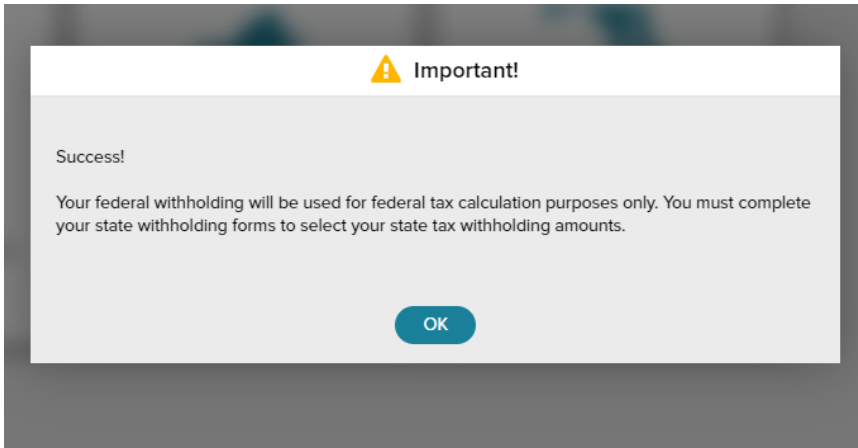 Important!
Success!
Your federal withholding will be used for federal tax calculation purposes only. You must complete
your state withholding forms to select your state tax withholding amounts.
OK